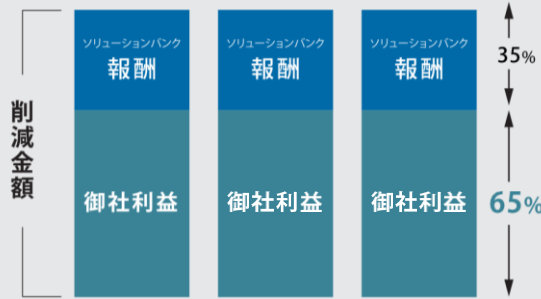 削減金額
ソリューションバンク
報酬
御社利益
ソリューションバンク
報酬
御社利益
ソリューションバンク
報酬
御社利益
35%
65%